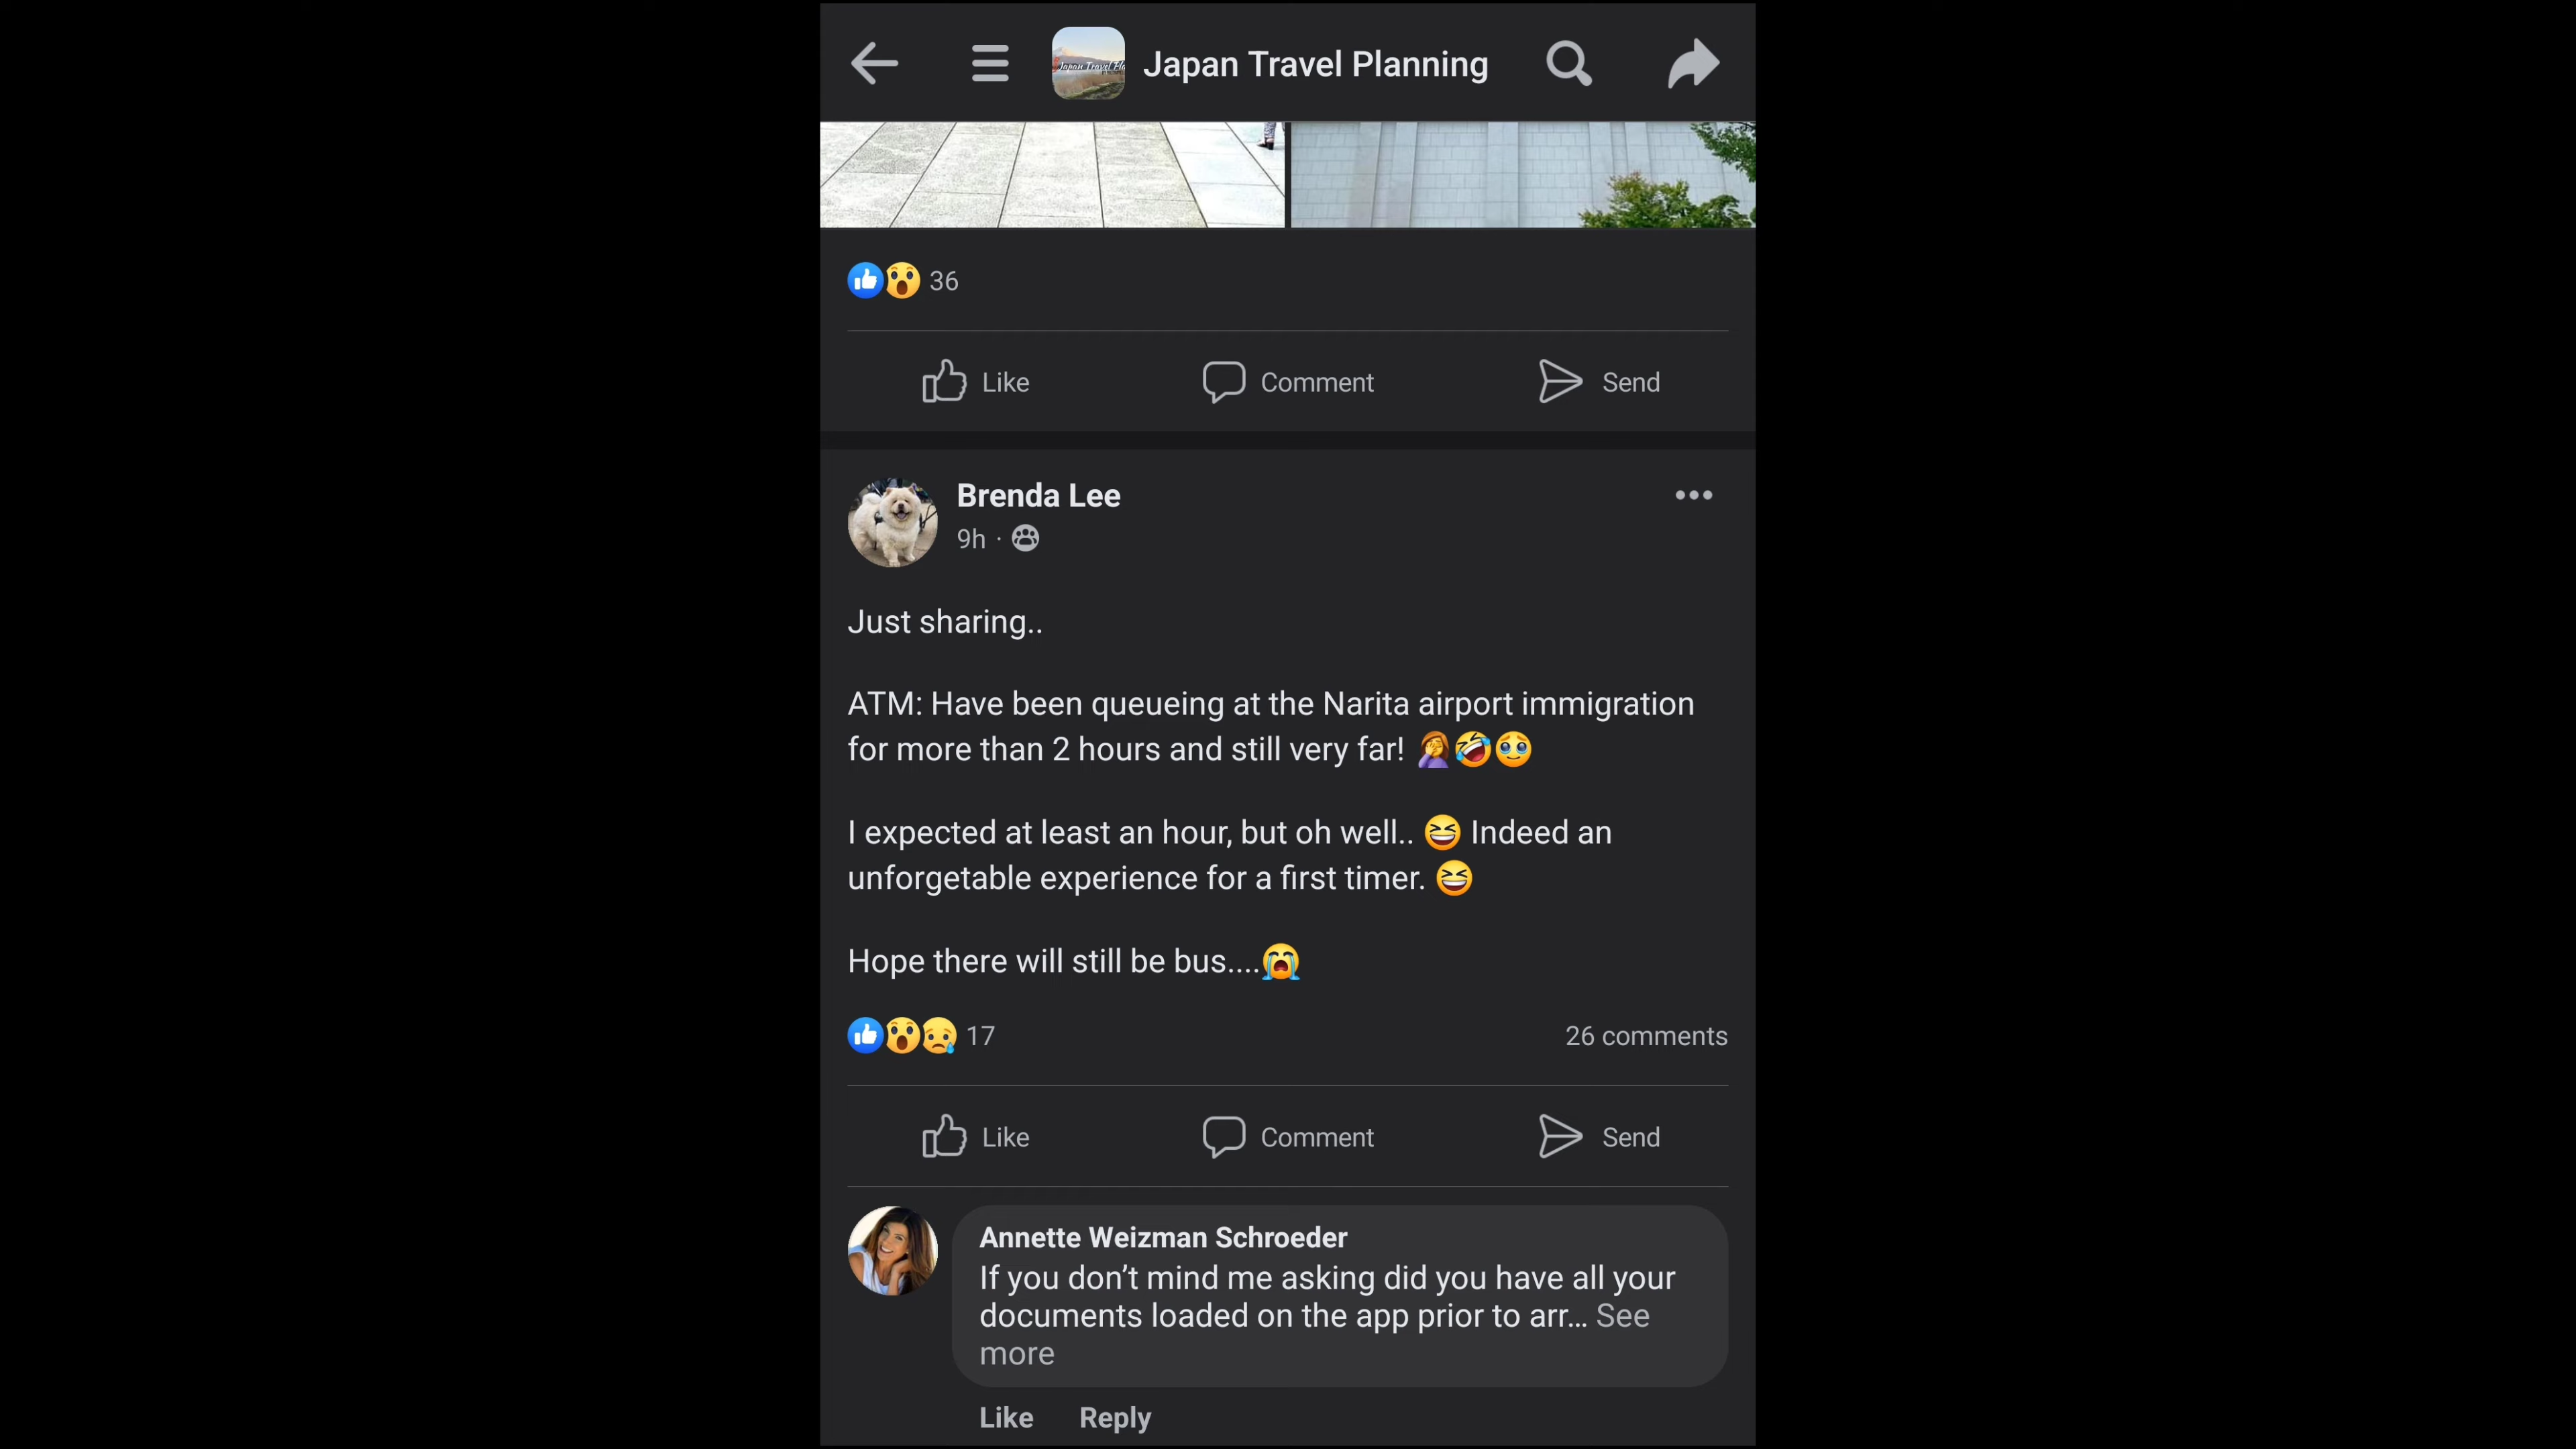 Japan Travel Planning
36
Like
Comment
Send
Brenda Lee
9h ·
Just sharing..
ATM: Have been queueing at the Narita airport immigration
for more than 2 hours and still very far! 🤦‍♀️🤣🥹
I expected at least an hour, but oh well.. 😆 Indeed an
unforgetable experience for a first timer. 😆
Hope there will still be bus....😭
17
26 comments
Like
Comment
Send
Annette Weizman Schroeder
If you don’t mind me asking did you have all your
documents loaded on the app prior to arr... See
more
Like
Reply